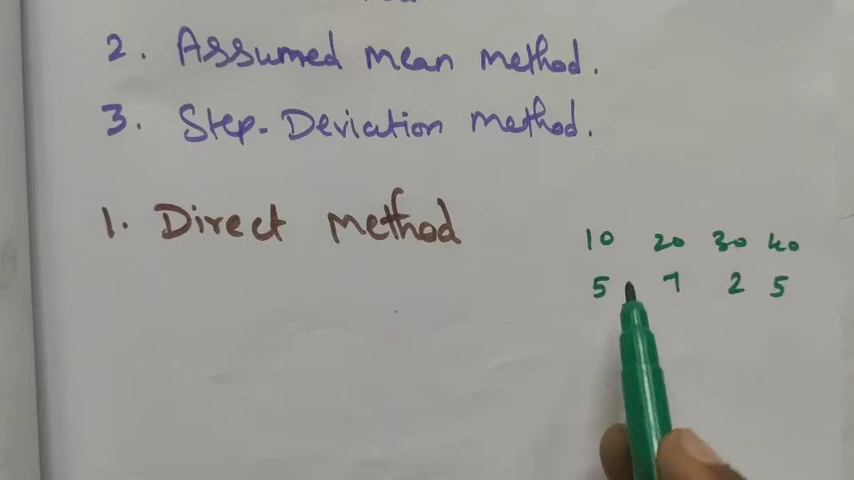 2. Assumed mean method.
3. Step-Deviation method.
1. Direct method
10 20 30 40
5 7 2 5